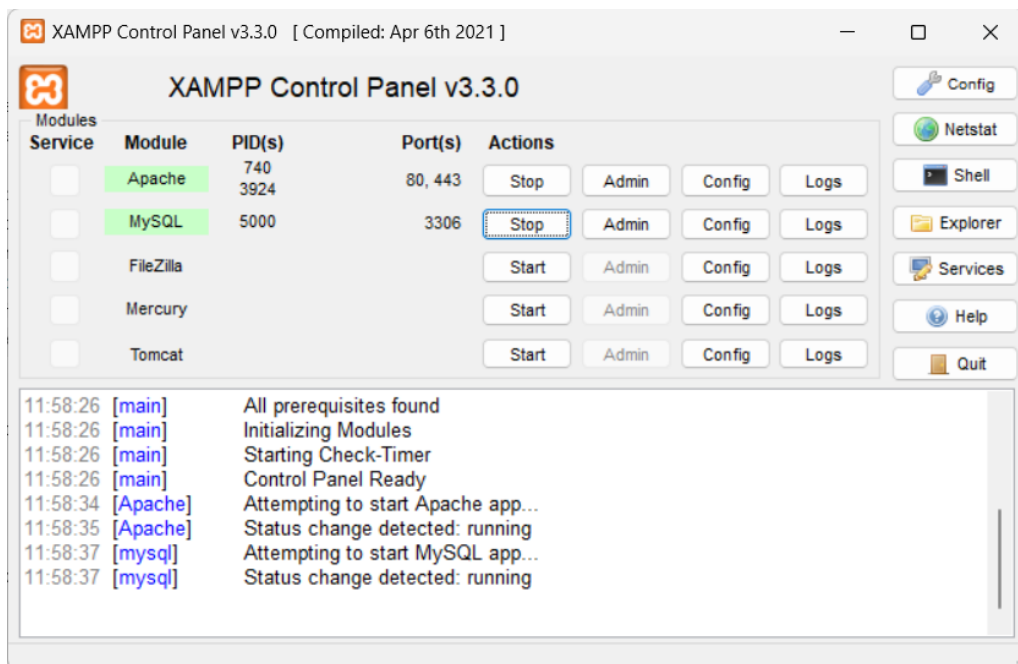 XAMPP Control Panel v3.3.0 [ Compiled: Apr 6th 2021 ]
XAMPP Control Panel v3.3.0
Config
Modules
Netstat
Service Module PID(s) Port(s) Actions
Apache 740 3924 80, 443 Stop Admin Config Logs
Shell
MySQL 5000 3306 Stop Admin Config Logs
Explorer
FileZilla Start Admin Config Logs
Services
Mercury Start Admin Config Logs
Help
Tomcat Start Admin Config Logs
Quit
11:58:26 [main] All prerequisites found
11:58:26 [main] Initializing Modules
11:58:26 [main] Starting Check-Timer
11:58:26 [main] Control Panel Ready
11:58:34 [Apache] Attempting to start Apache app...
11:58:35 [Apache] Status change detected: running
11:58:37 [mysql] Attempting to start MySQL app...
11:58:37 [mysql] Status change detected: running